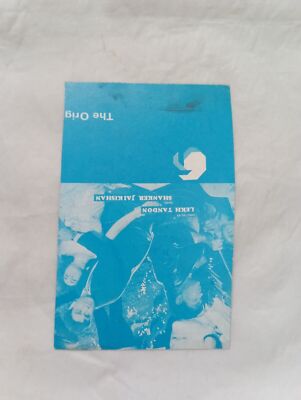 LEKH TANDON
SHANKER JAIKISHAN
The Orig